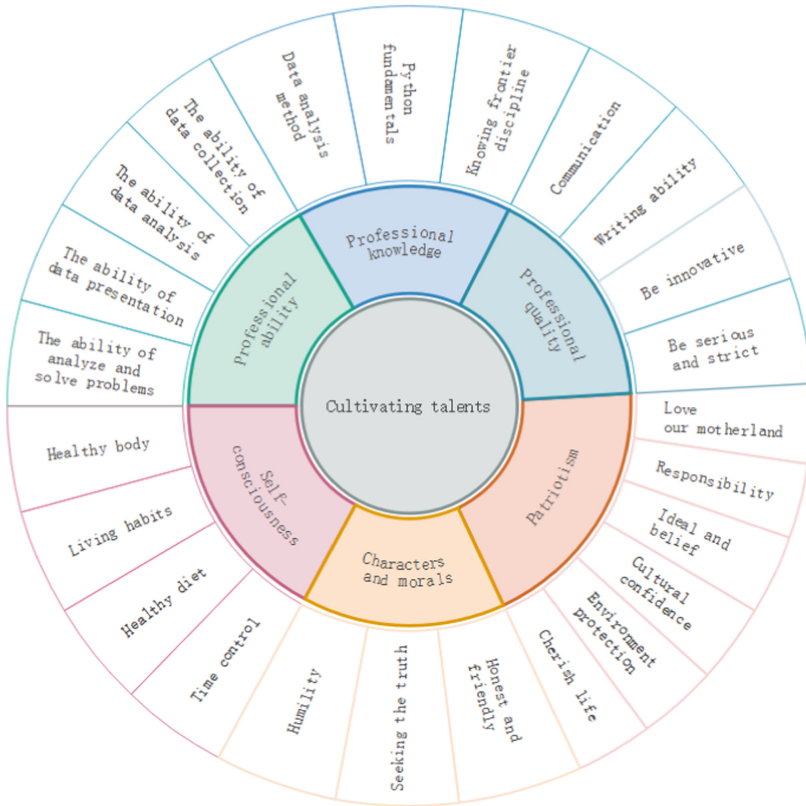 Cultivating talents
Professional
knowledge
Professional
quality
Patriotism
Characters
and morals
Self-
consciousness
Professional
ability
Data analysis
method
Python
fundamentals
Knowing frontier
discipline
Communication
Writing ability
Be innovative
Be serious
and strict
Love
our motherland
Responsibility
Ideal and
belief
Cultural
confidence
Environment
protection
Cherish life
Honest and
friendly
Seeking the truth
Humility
Time control
Healthy diet
Living habits
Healthy body
The ability of
analyze and
solve problems
The ability of
data presentation
The ability of
data analysis
The ability of
data collection